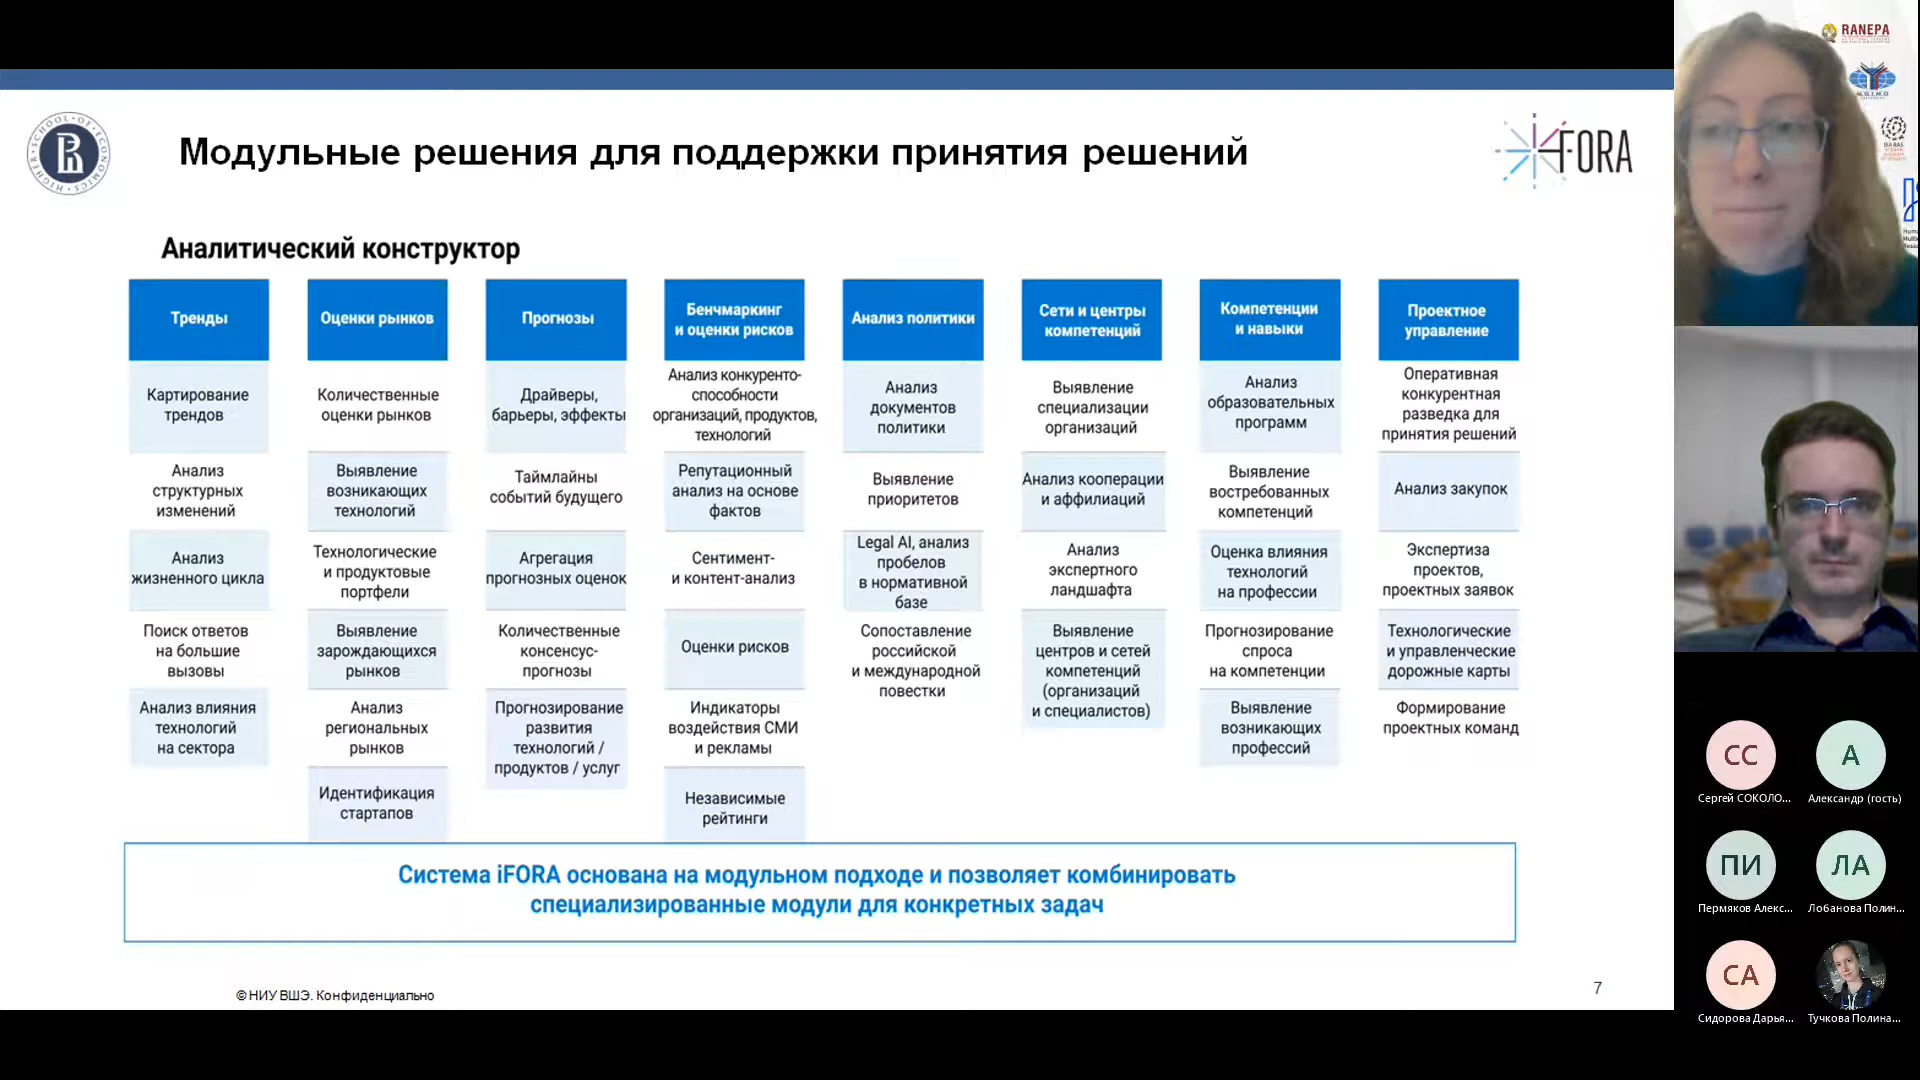 Модульные решения для поддержки принятия решений
HIGHER SCHOOL OF ECONOMICS
iFORA
Аналитический конструктор
Тренды
Картирование
трендов
Анализ
структурных
изменений
Анализ
жизненного цикла
Поиск ответов
на большие
вызовы
Анализ влияния
технологий
на сектора
Оценки рынков
Количественные
оценки рынков
Выявление
возникающих
технологий
Технологические
и продуктовые
портфели
Выявление
зарождающихся
рынков
Анализ
региональных
рынков
Идентификация
стартапов
Прогнозы
Драйверы,
барьеры, эффекты
Таймлайны
событий будущего
Агрегация
прогнозных оценок
Количественные
консенсус-
прогнозы
Прогнозирование
развития
технологий /
продуктов / услуг
Бенчмаркинг
и оценки рисков
Анализ конкуренто-
способности
организаций, продуктов,
технологий
Репутационный
анализ на основе
фактов
Сентимент-
и контент-анализ
Оценки рисков
Индикаторы
воздействия СМИ
и рекламы
Независимые
рейтинги
Анализ политики
Анализ
документов
политики
Выявление
приоритетов
Legal AI, анализ
пробелов
в нормативной
базе
Сопоставление
российской
и международной
повестки
Сети и центры
компетенций
Выявление
специализации
организаций
Анализ кооперации
и аффилиаций
Анализ
экспертного
ландшафта
Выявление
центров и сетей
компетенций
(организаций
и специалистов)
Компетенции
и навыки
Анализ
образовательных
программ
Выявление
востребованных
компетенций
Оценка влияния
технологий
на профессии
Прогнозирование
спроса
на компетенции
Выявление
возникающих
профессий
Проектное
управление
Оперативная
конкурентная
разведка для
принятия решений
Анализ закупок
Экспертиза
проектов,
проектных заявок
Технологические
и управленческие
дорожные карты
Формирование
проектных команд
Система iFORA основана на модульном подходе и позволяет комбинировать
специализированные модули для конкретных задач
© НИУ ВШЭ. Конфиденциально
7
RANEPA
MGIMO
IEA RAS
СС
Сергей СОКОЛО...
А
Александр (гость)
ПИ
Пермяков Алекс...
ЛА
Лобанова Полин...
СА
Сидорова Дарья...
Тучкова Полина...